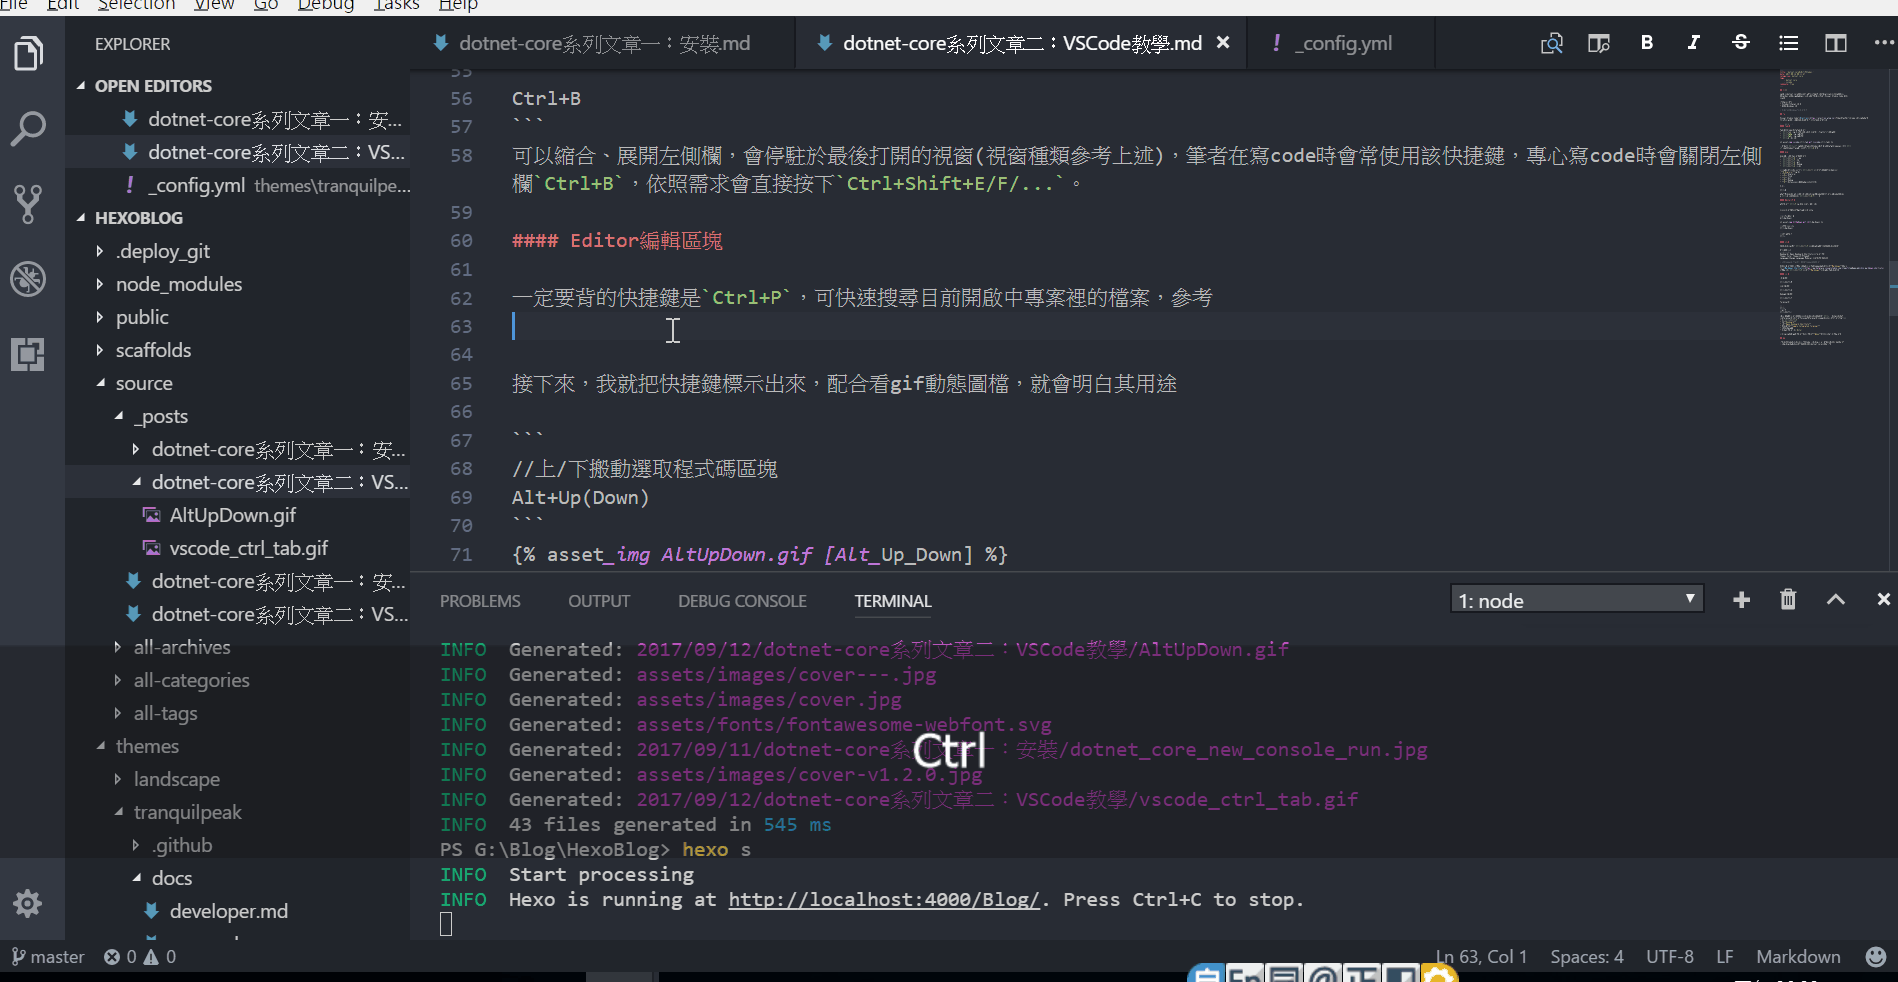 File Edit Selection View Go Debug Tasks Help
EXPLORER
OPEN EDITORS
dotnet-core系列文章一：安...
dotnet-core系列文章二：VS...
! _config.yml themes\tranquilpe...
HEXOBLOG
.deploy_git
node_modules
public
scaffolds
source
_posts
dotnet-core系列文章一：安...
dotnet-core系列文章二：VS...
AltUpDown.gif
vscode_ctrl_tab.gif
dotnet-core系列文章一：安...
dotnet-core系列文章二：VS...
all-archives
all-categories
all-tags
themes
landscape
tranquilpeak
.github
docs
developer.md
dotnet-core系列文章一：安裝.md
dotnet-core系列文章二：VSCode教學.md
! _config.yml
B I S
55
56 Ctrl+B
57 ```
58 可以縮合、展開左側欄，會停駐於最後打開的視窗(視窗種類參考上述)，筆者在寫code時會常使用該快捷鍵，專心寫code時會關閉左側
欄`Ctrl+B`，依照需求會直接按下`Ctrl+Shift+E/F/...`。
59
60 #### Editor編輯區塊
61
62 一定要背的快捷鍵是`Ctrl+P`，可快速搜尋目前開啟中專案裡的檔案，參考
63
64
65 接下來，我就把快捷鍵標示出來，配合看gif動態圖檔，就會明白其用途
66
67 ```
68 //上/下搬動選取程式碼區塊
69 Alt+Up(Down)
70 ```
71 {% asset_img AltUpDown.gif [Alt_Up_Down] %}
PROBLEMS OUTPUT DEBUG CONSOLE TERMINAL
1: node
INFO Generated: 2017/09/12/dotnet-core系列文章二：VSCode教學/AltUpDown.gif
INFO Generated: assets/images/cover---.jpg
INFO Generated: assets/images/cover.jpg
INFO Generated: assets/fonts/fontawesome-webfont.svg
INFO Generated: 2017/09/11/dotnet-core系列文章一：安裝/dotnet_core_new_console_run.jpg
Ctrl
INFO Generated: assets/images/cover-v1.2.0.jpg
INFO Generated: 2017/09/12/dotnet-core系列文章二：VSCode教學/vscode_ctrl_tab.gif
INFO 43 files generated in 545 ms
PS G:\Blog\HexoBlog> hexo s
INFO Start processing
INFO Hexo is running at http://localhost:4000/Blog/. Press Ctrl+C to stop.
master 0 0
Ln 63, Col 1 Spaces: 4 UTF-8 LF Markdown